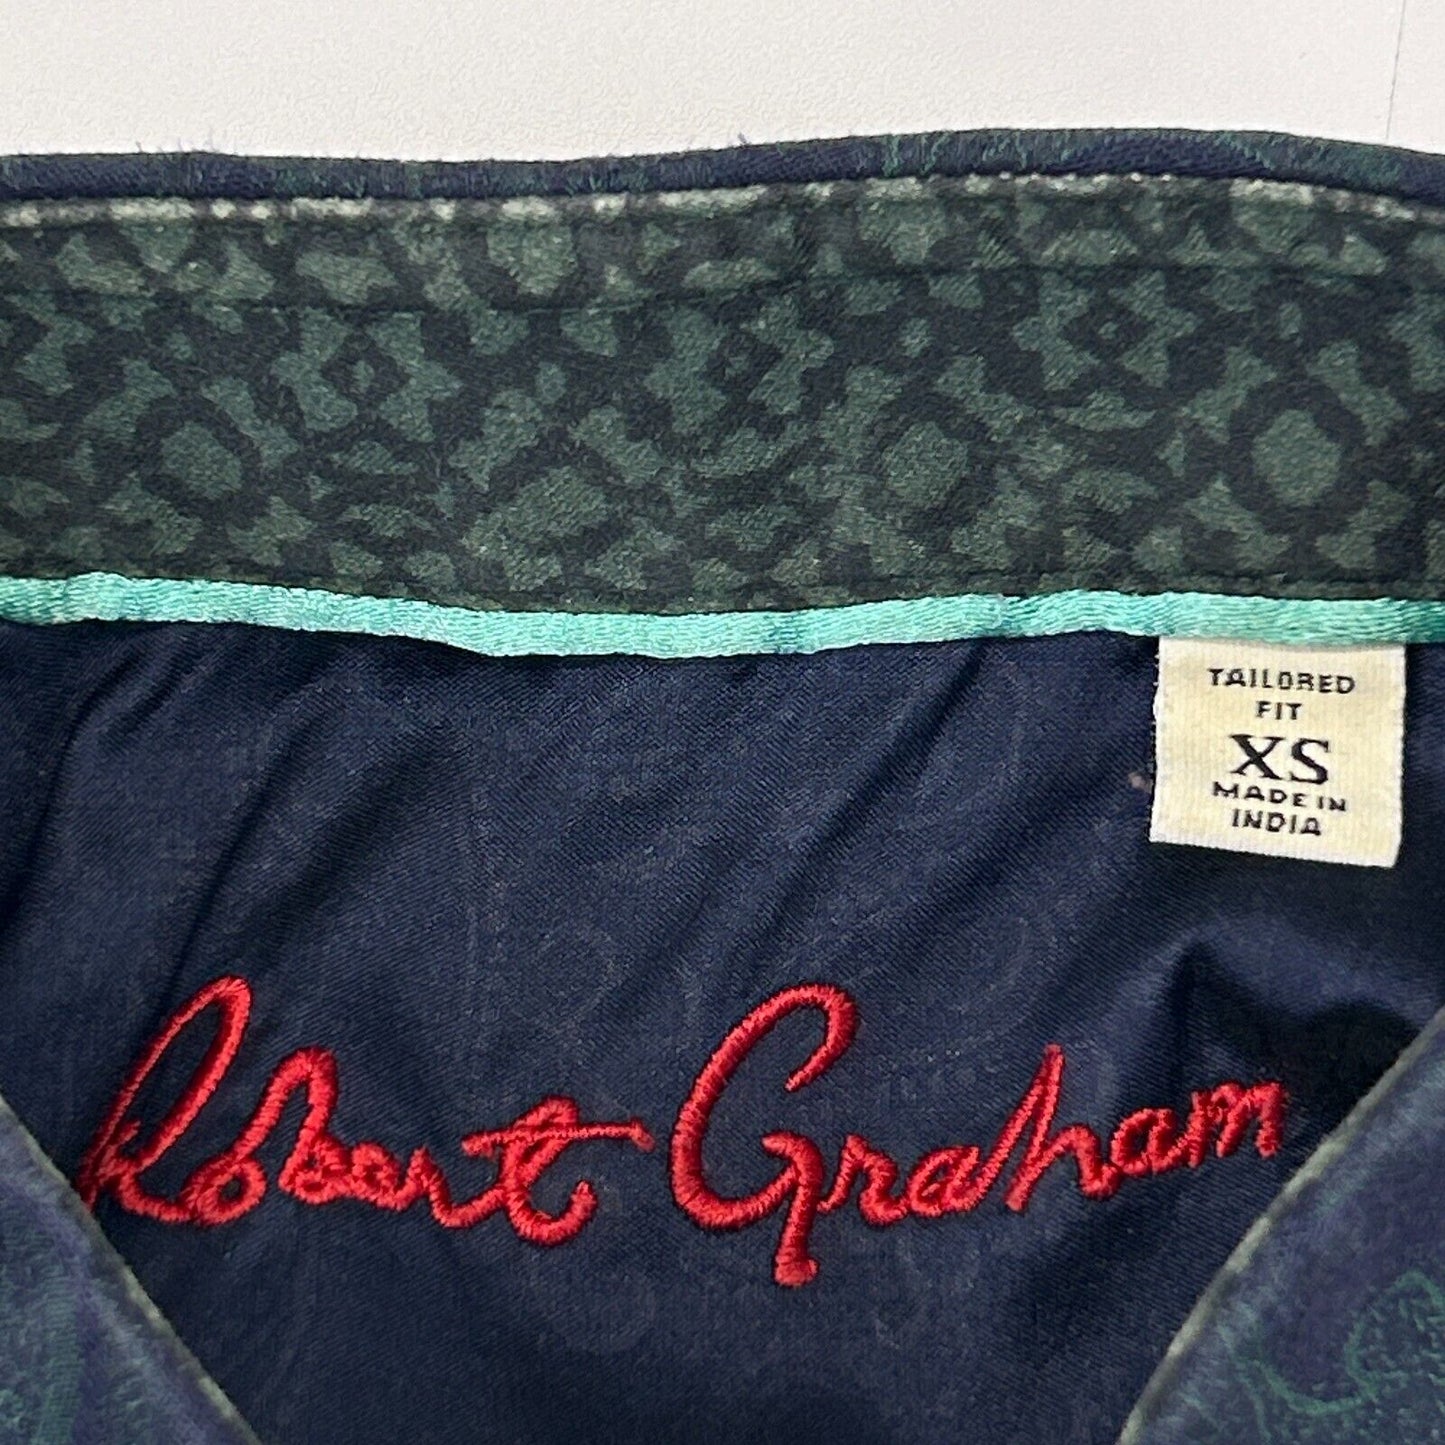 TAILORED
FIT
XS
MADE IN
INDIA
Robert Graham